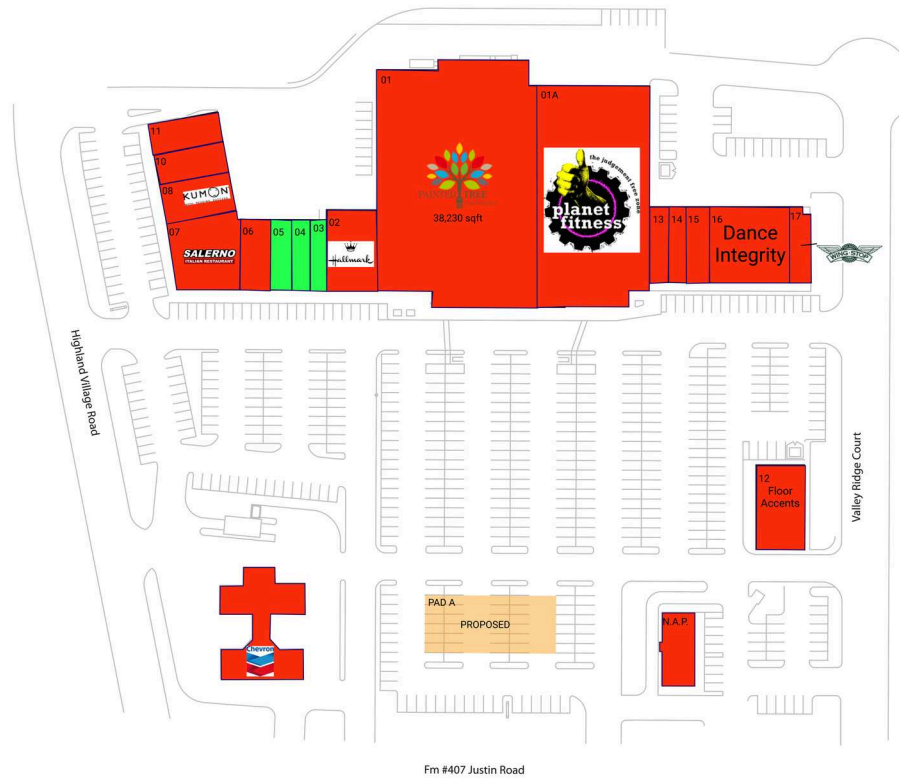 01
01A
the judgement free zone
planet
fitness
PAINTED TREE
38,230 sqft
11
10
08
KUMON
07
SALERNO
ITALIAN RESTAURANT
06
05
04
03
02
Hallmark
13
14
15
16
Dance
Integrity
17
WING STOP
Highland Village Road
Valley Ridge Court
12
Floor
Accents
PAD A
PROPOSED
N.A.P.
Chevron
Fm #407 Justin Road